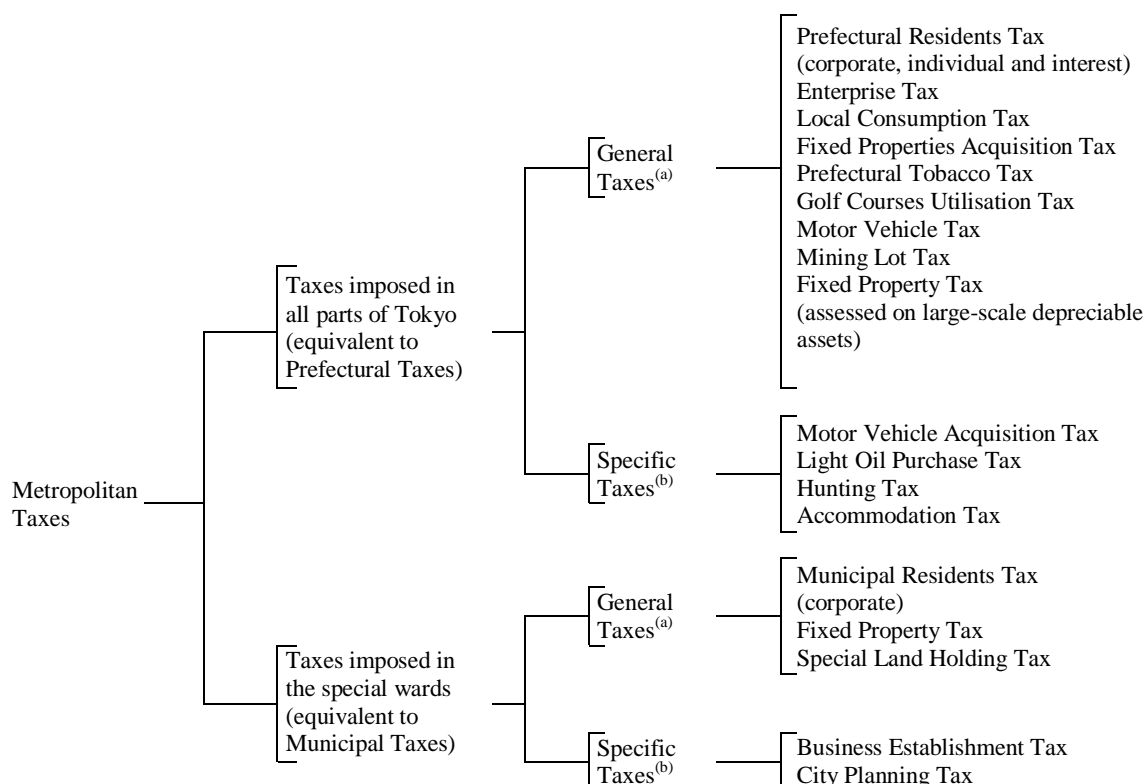 Metropolitan
Taxes
Taxes imposed in
all parts of Tokyo
(equivalent to
Prefectural Taxes)
General
Taxes(a)
Prefectural Residents Tax
(corporate, individual and interest)
Enterprise Tax
Local Consumption Tax
Fixed Properties Acquisition Tax
Prefectural Tobacco Tax
Golf Courses Utilisation Tax
Motor Vehicle Tax
Mining Lot Tax
Fixed Property Tax
(assessed on large-scale depreciable
assets)
Specific
Taxes(b)
Motor Vehicle Acquisition Tax
Light Oil Purchase Tax
Hunting Tax
Accommodation Tax
Taxes imposed in
the special wards
(equivalent to
Municipal Taxes)
General
Taxes(a)
Municipal Residents Tax
(corporate)
Fixed Property Tax
Special Land Holding Tax
Specific
Taxes(b)
Business Establishment Tax
City Planning Tax